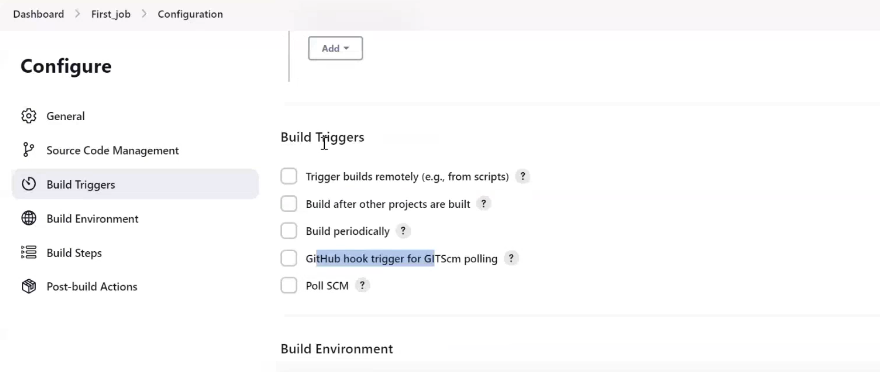 Dashboard > First_job > Configuration
Configure
General
Source Code Management
Build Triggers
Build Environment
Build Steps
Post-build Actions
Add
Build Triggers
Trigger builds remotely (e.g., from scripts) ?
Build after other projects are built ?
Build periodically ?
GitHub hook trigger for GITScm polling ?
Poll SCM ?
Build Environment